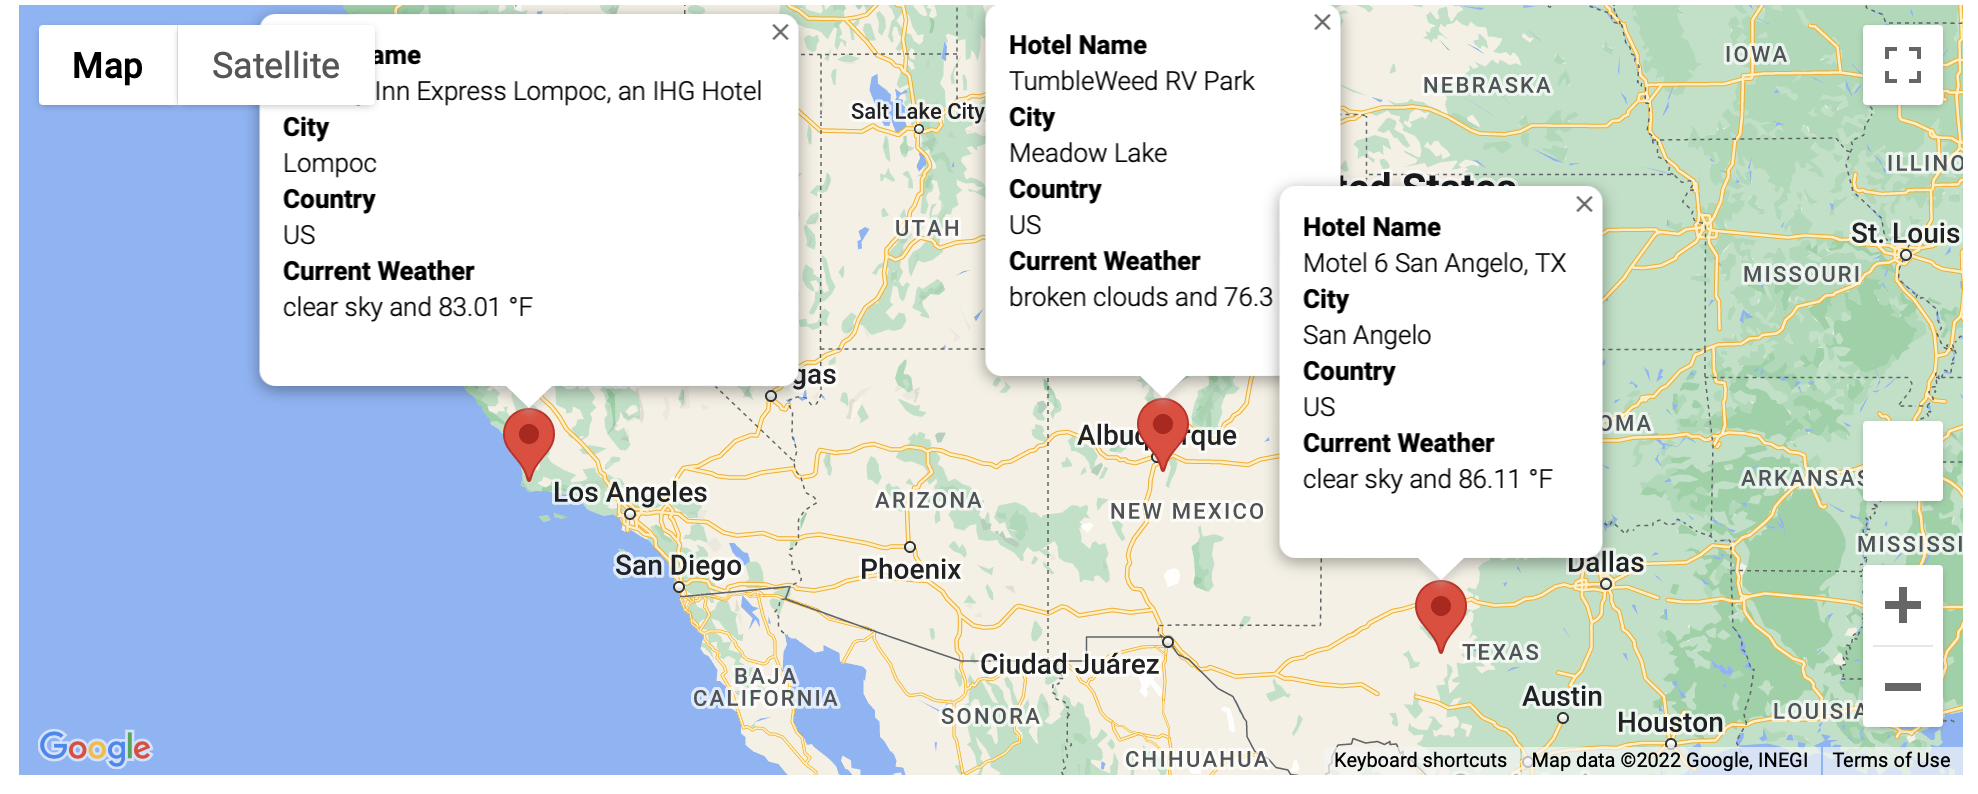 Map
Satellite
ame
Inn Express Lompoc, an IHG Hotel
City
Lompoc
Country
US
Current Weather
clear sky and 83.01 °F
Hotel Name
TumbleWeed RV Park
City
Meadow Lake
Country
US
Current Weather
broken clouds and 76.3
Hotel Name
Motel 6 San Angelo, TX
City
San Angelo
Country
US
Current Weather
clear sky and 86.11 °F
Salt Lake City
UTAH
NEBRASKA
IOWA
ILLINO
ted States
St. Louis
MISSOURI
gas
OMA
Albuq rque
Los Angeles
ARIZONA
NEW MEXICO
ARKANSAS
San Diego
Phoenix
Dallas
MISSISSI
Ciudad Juárez
TEXAS
BAJA
CALIFORNIA
SONORA
Austin
Houston
LOUISIA
CHIHUAHUA
Google
Keyboard shortcuts
Map data ©2022 Google, INEGI
Terms of Use